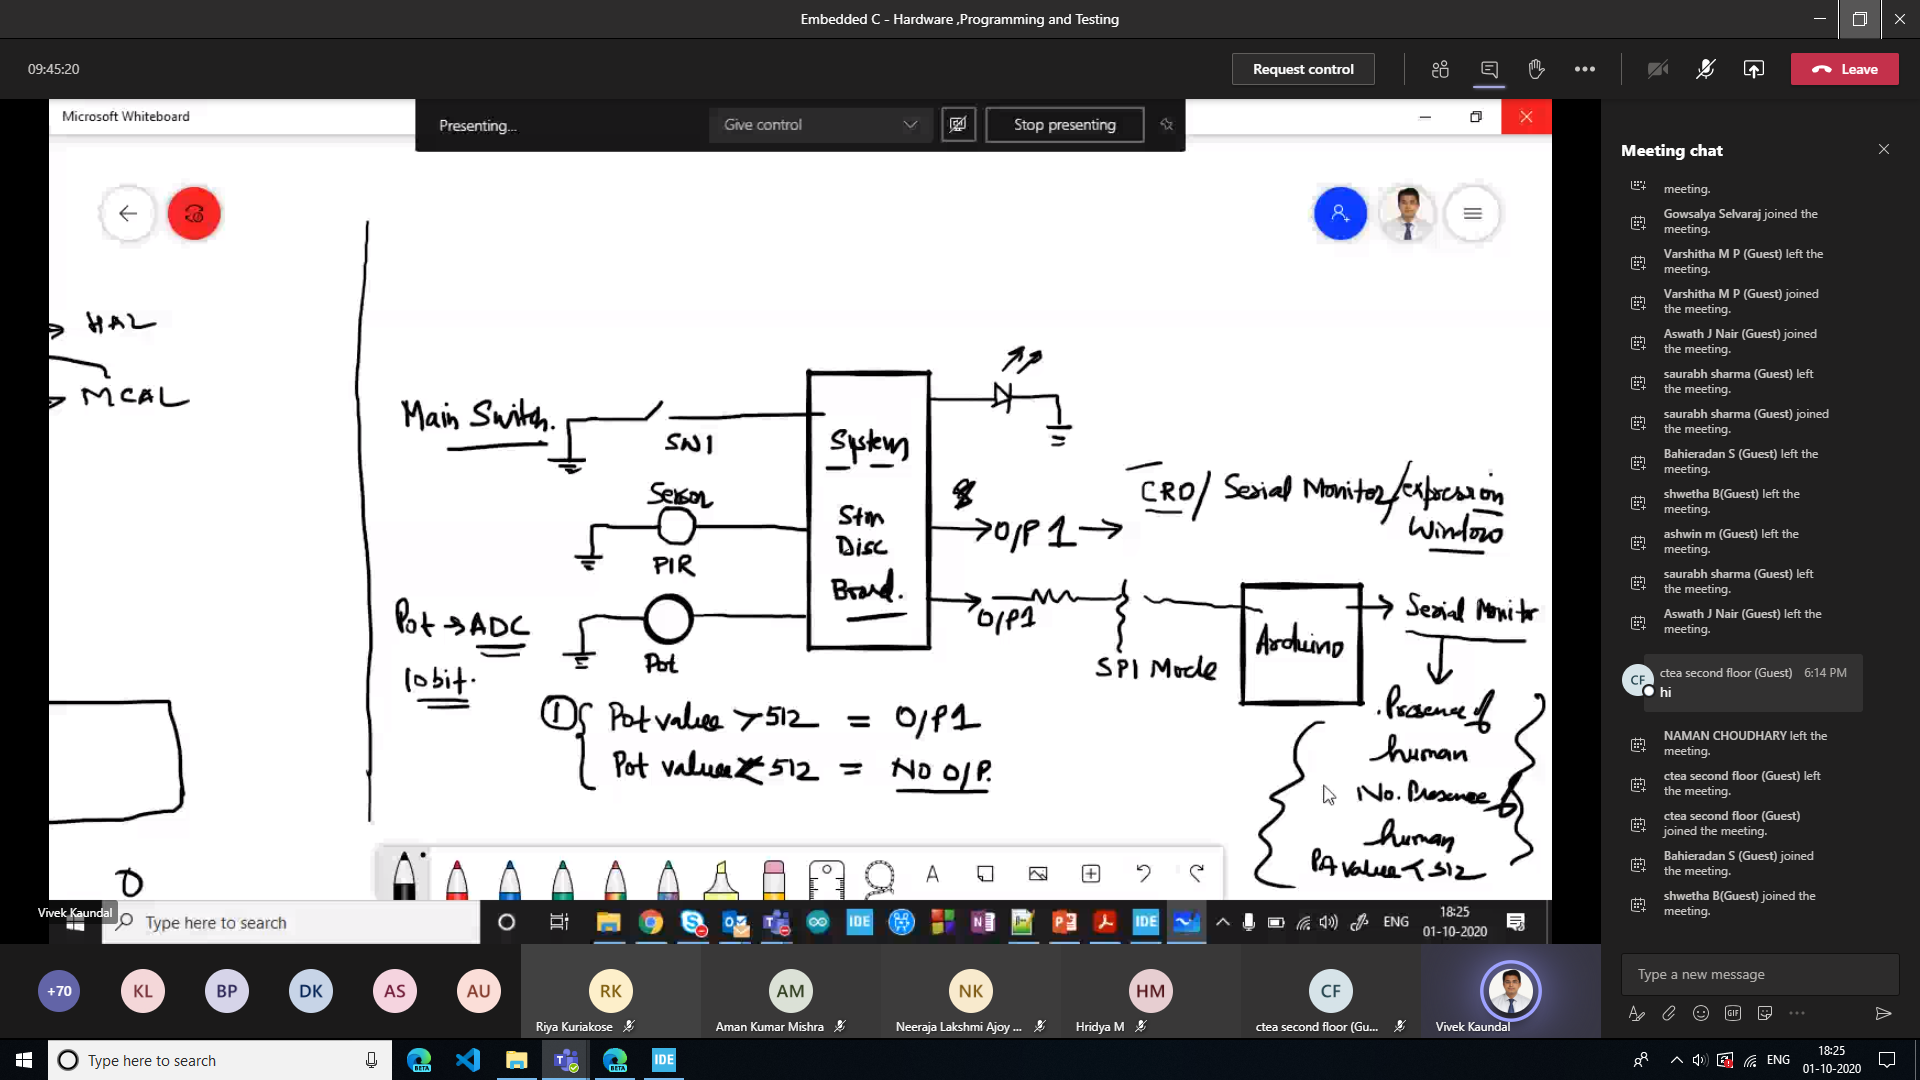 Embedded C - Hardware ,Programming and Testing
09:45:20
Request control
Leave
Microsoft Whiteboard
Presenting...
Give control
Stop presenting
HAL
MCAL
Main Switch.
SW1
System
Stm
Disc
Board.
Sensor
PIR
Pot → ADC
10 bit.
Pot
O/P 1
CRO / Serial Monitor / expression
Window
O/P1
SPI Mode
Arduino
Serial Monitor
① Pot value > 512 = O/P 1
Pot value < 512 = NO O/P.
Presence of
human
No. Presence of
human
Pot value < 512
Vivek Kaundal
Type here to search
IDE
IDE
ENG
18:25
01-10-2020
Meeting chat
meeting.
Gowsalya Selvaraj joined the
meeting.
Varshitha M P (Guest) left the
meeting.
Varshitha M P (Guest) joined
the meeting.
Aswath J Nair (Guest) joined
the meeting.
saurabh sharma (Guest) left
the meeting.
saurabh sharma (Guest) joined
the meeting.
Bahieradan S (Guest) left the
meeting.
shwetha B(Guest) left the
meeting.
ashwin m (Guest) left the
meeting.
saurabh sharma (Guest) left
the meeting.
Aswath J Nair (Guest) left the
meeting.
CF
ctea second floor (Guest) 6:14 PM
hi
NAMAN CHOUDHARY left the
meeting.
ctea second floor (Guest) left
the meeting.
ctea second floor (Guest)
joined the meeting.
Bahieradan S (Guest) joined
the meeting.
shwetha B(Guest) joined the
meeting.
Type a new message
GIF
+70
KL
BP
DK
AS
AU
RK
Riya Kuriakose
AM
Aman Kumar Mishra
NK
Neeraja Lakshmi Ajoy ...
HM
Hridya M
CF
ctea second floor (Gu...
Vivek Kaundal
Type here to search
BETA
BETA
IDE
ENG
18:25
01-10-2020